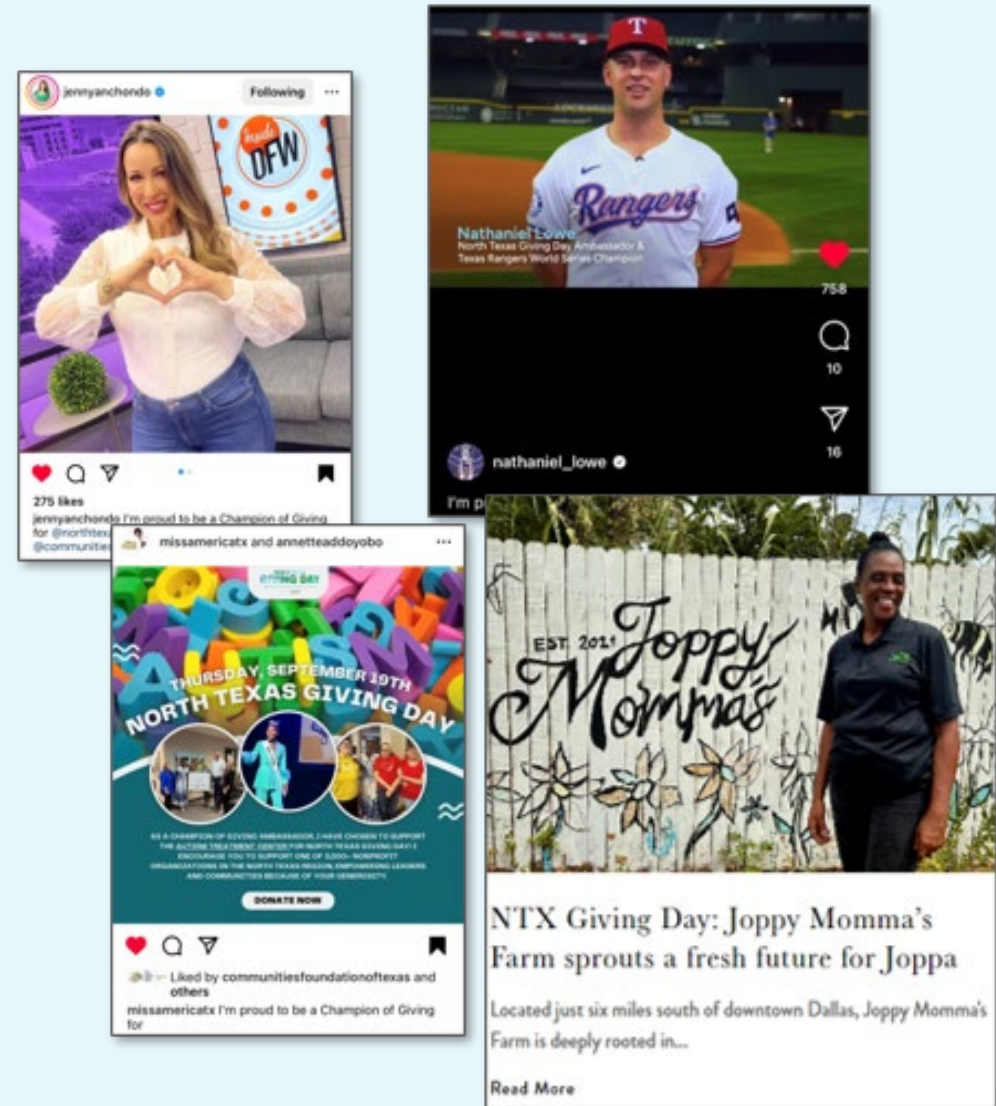 jennyanchondo
Following
Inside
DFW
275 likes
jennyanchondo I'm proud to be a Champion of Giving
for @northtex
@communities
T
Rangers
Nathaniel Lowe
North Texas Giving Day Ambassador &
Texas Rangers World Series Champion
758
10
16
nathaniel_lowe
I'm p
missamericatx and annetteaddoyobo
GIVING DAY
AUTISM
THURSDAY, SEPTEMBER 19TH
NORTH TEXAS GIVING DAY
AS A CHAMPION OF GIVING AMBASSADOR, I HAVE CHOSEN TO SUPPORT
THE AUTISM TREATMENT CENTER FOR NORTH TEXAS GIVING DAY! I
ENCOURAGE YOU TO SUPPORT ONE OF 3,000+ NONPROFIT
ORGANIZATIONS IN THE NORTH TEXAS REGION, EMPOWERING LEADERS
AND COMMUNITIES BECAUSE OF YOUR GENEROSITY.
DONATE NOW
Liked by communitiesfoundationoftexas and
others
missamericatx I'm proud to be a Champion of Giving
for
EST. 2021 Joppy
Momma's
NTX Giving Day: Joppy Momma's
Farm sprouts a fresh future for Joppa
Located just six miles south of downtown Dallas, Joppy Momma's
Farm is deeply rooted in...
Read More